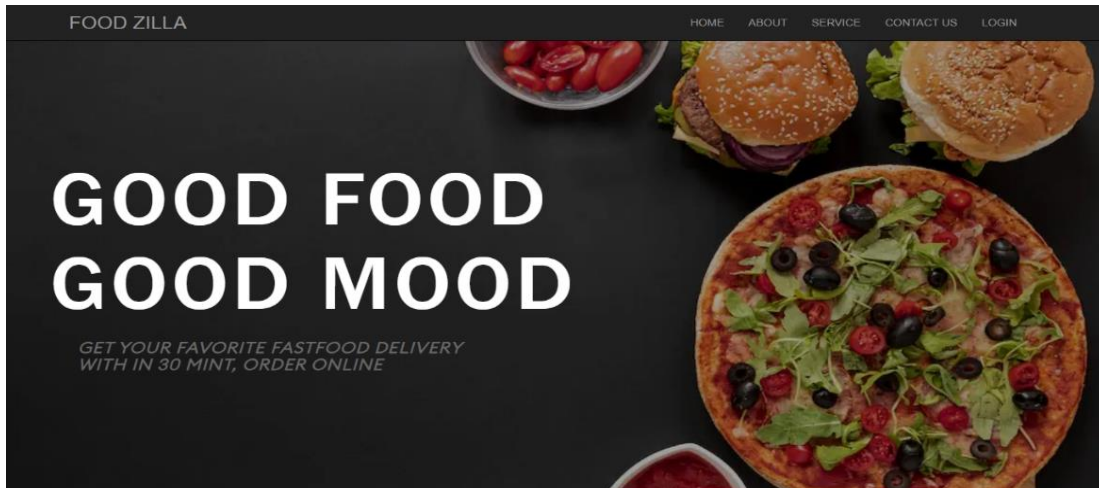 FOOD ZILLA
HOME ABOUT SERVICE CONTACT US LOGIN
GOOD FOOD
GOOD MOOD
GET YOUR FAVORITE FASTFOOD DELIVERY
WITH IN 30 MINT, ORDER ONLINE